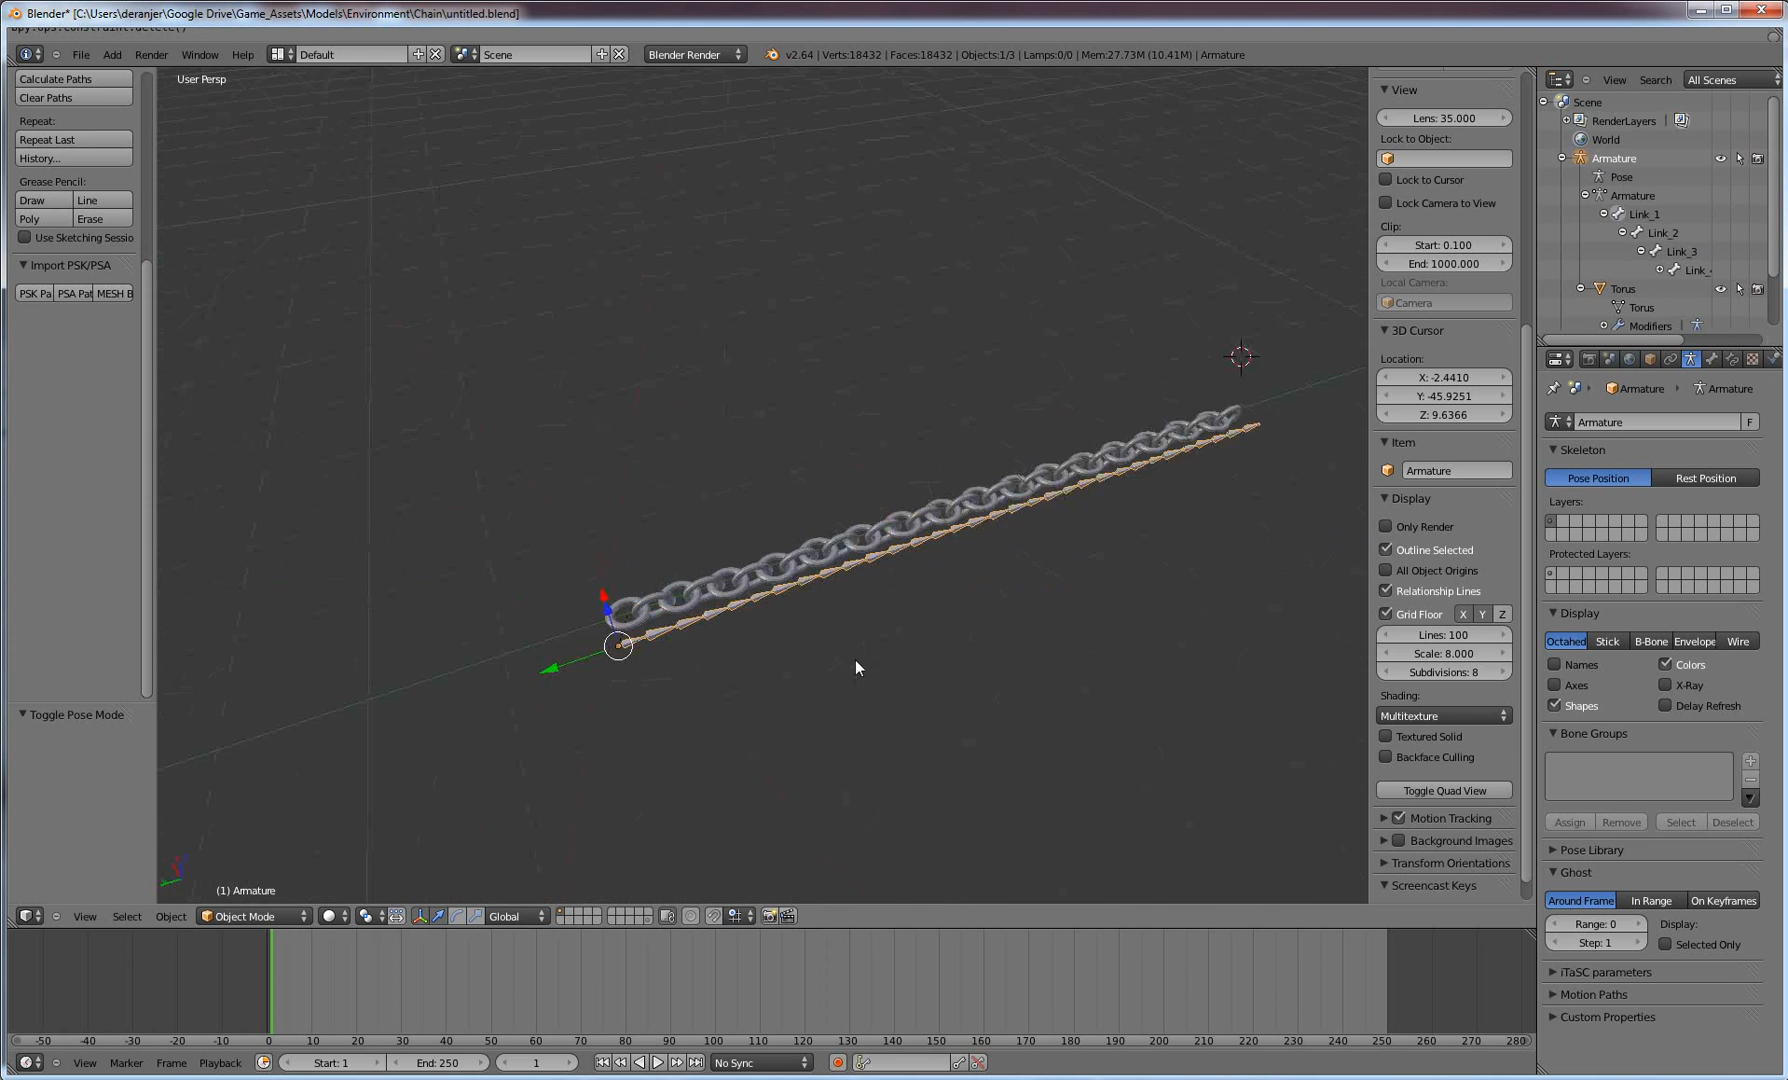 Blender* [C:\Users\deranjer\Google Drive\Game_Assets\Models\Environment\Chain\untitled.blend]
File Add Render Window Help Default Scene Blender Render v2.64 | Verts:18432 | Faces:18432 | Objects:1/3 | Lamps:0/0 | Mem:27.73M (10.41M) | Armature
Calculate Paths
Clear Paths
Repeat:
Repeat Last
History...
Grease Pencil:
Draw Line
Poly Erase
Use Sketching Sessio
Import PSK/PSA
PSK Pa PSA Pat MESH B
Toggle Pose Mode
User Persp
(1) Armature
View
Lens: 35.000
Lock to Object:
Lock to Cursor
Lock Camera to View
Clip:
Start: 0.100
End: 1000.000
Local Camera:
Camera
3D Cursor
Location:
X: -2.4410
Y: -45.9251
Z: 9.6366
Item
Armature
Display
Only Render
Outline Selected
All Object Origins
Relationship Lines
Grid Floor X Y Z
Lines: 100
Scale: 8.000
Subdivisions: 8
Shading:
Multitexture
Textured Solid
Backface Culling
Toggle Quad View
Motion Tracking
Background Images
Transform Orientations
Screencast Keys
View Search All Scenes
Scene
RenderLayers |
World
Armature
Pose
Armature
Link_1
Link_2
Link_3
Link_
Torus
Torus
Modifiers
Armature Armature
Armature F
Skeleton
Pose Position Rest Position
Layers:
Protected Layers:
Display
Octahed Stick B-Bone Envelope Wire
Names Colors
Axes X-Ray
Shapes Delay Refresh
Bone Groups
Assign Remove Select Deselect
Pose Library
Ghost
Around Frame In Range On Keyframes
Range: 0 Display:
Step: 1 Selected Only
iTaSC parameters
Motion Paths
Custom Properties
View Select Object Object Mode Global
-50 -40 -30 -20 -10 0 10 20 30 40 50 60 70 80 90 100 110 120 130 140 150 160 170 180 190 200 210 220 230 240 250 260 270 280
View Marker Frame Playback Start: 1 End: 250 1 No Sync